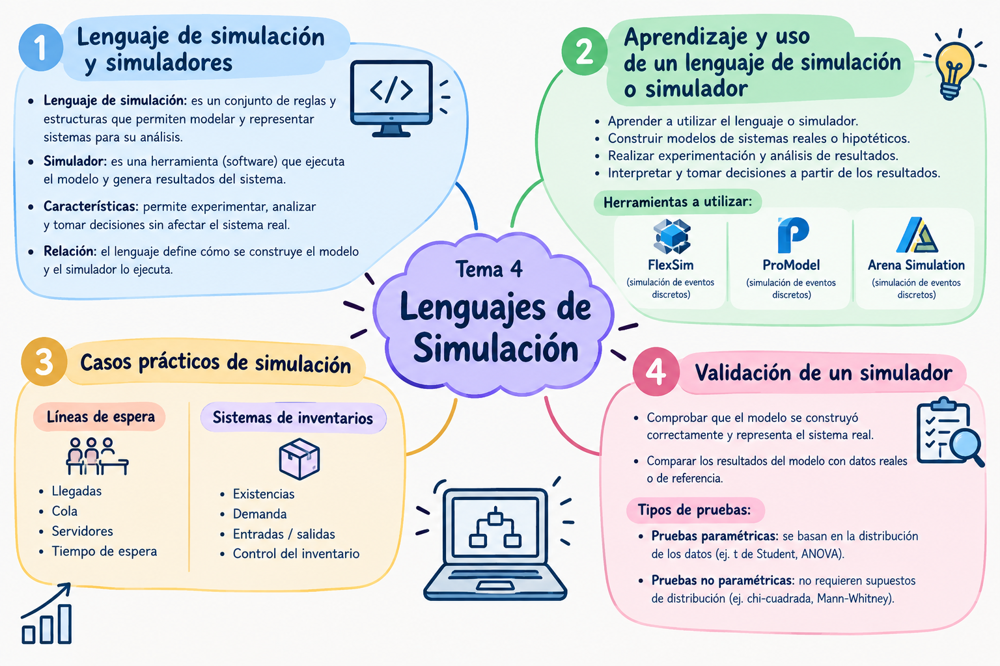 1
Lenguaje de simulación
y simuladores
</>
• Lenguaje de simulación: es un conjunto de reglas y
estructuras que permiten modelar y representar
sistemas para su análisis.
• Simulador: es una herramienta (software) que ejecuta
el modelo y genera resultados del sistema.
• Características: permite experimentar, analizar
y tomar decisiones sin afectar el sistema real.
• Relación: el lenguaje define cómo se construye el modelo
y el simulador lo ejecuta.
2
Aprendizaje y uso
de un lenguaje de simulación
o simulador
• Aprender a utilizar el lenguaje o simulador.
• Construir modelos de sistemas reales o hipotéticos.
• Realizar experimentación y análisis de resultados.
• Interpretar y tomar decisiones a partir de los resultados.
Herramientas a utilizar:
FlexSim
(simulación de eventos
discretos)
ProModel
(simulación de eventos
discretos)
Arena Simulation
(simulación de eventos
discretos)
Tema 4
Lenguajes de
Simulación
3
Casos prácticos de simulación
Líneas de espera
• Llegadas
• Cola
• Servidores
• Tiempo de espera
Sistemas de inventarios
• Existencias
• Demanda
• Entradas / salidas
• Control del inventario
4
Validación de un simulador
• Comprobar que el modelo se construyó
correctamente y representa el sistema real.
• Comparar los resultados del modelo con datos reales
o de referencia.
Tipos de pruebas:
• Pruebas paramétricas: se basan en la distribución
de los datos (ej. t de Student, ANOVA).
• Pruebas no paramétricas: no requieren supuestos
de distribución (ej. chi-cuadrada, Mann-Whitney).